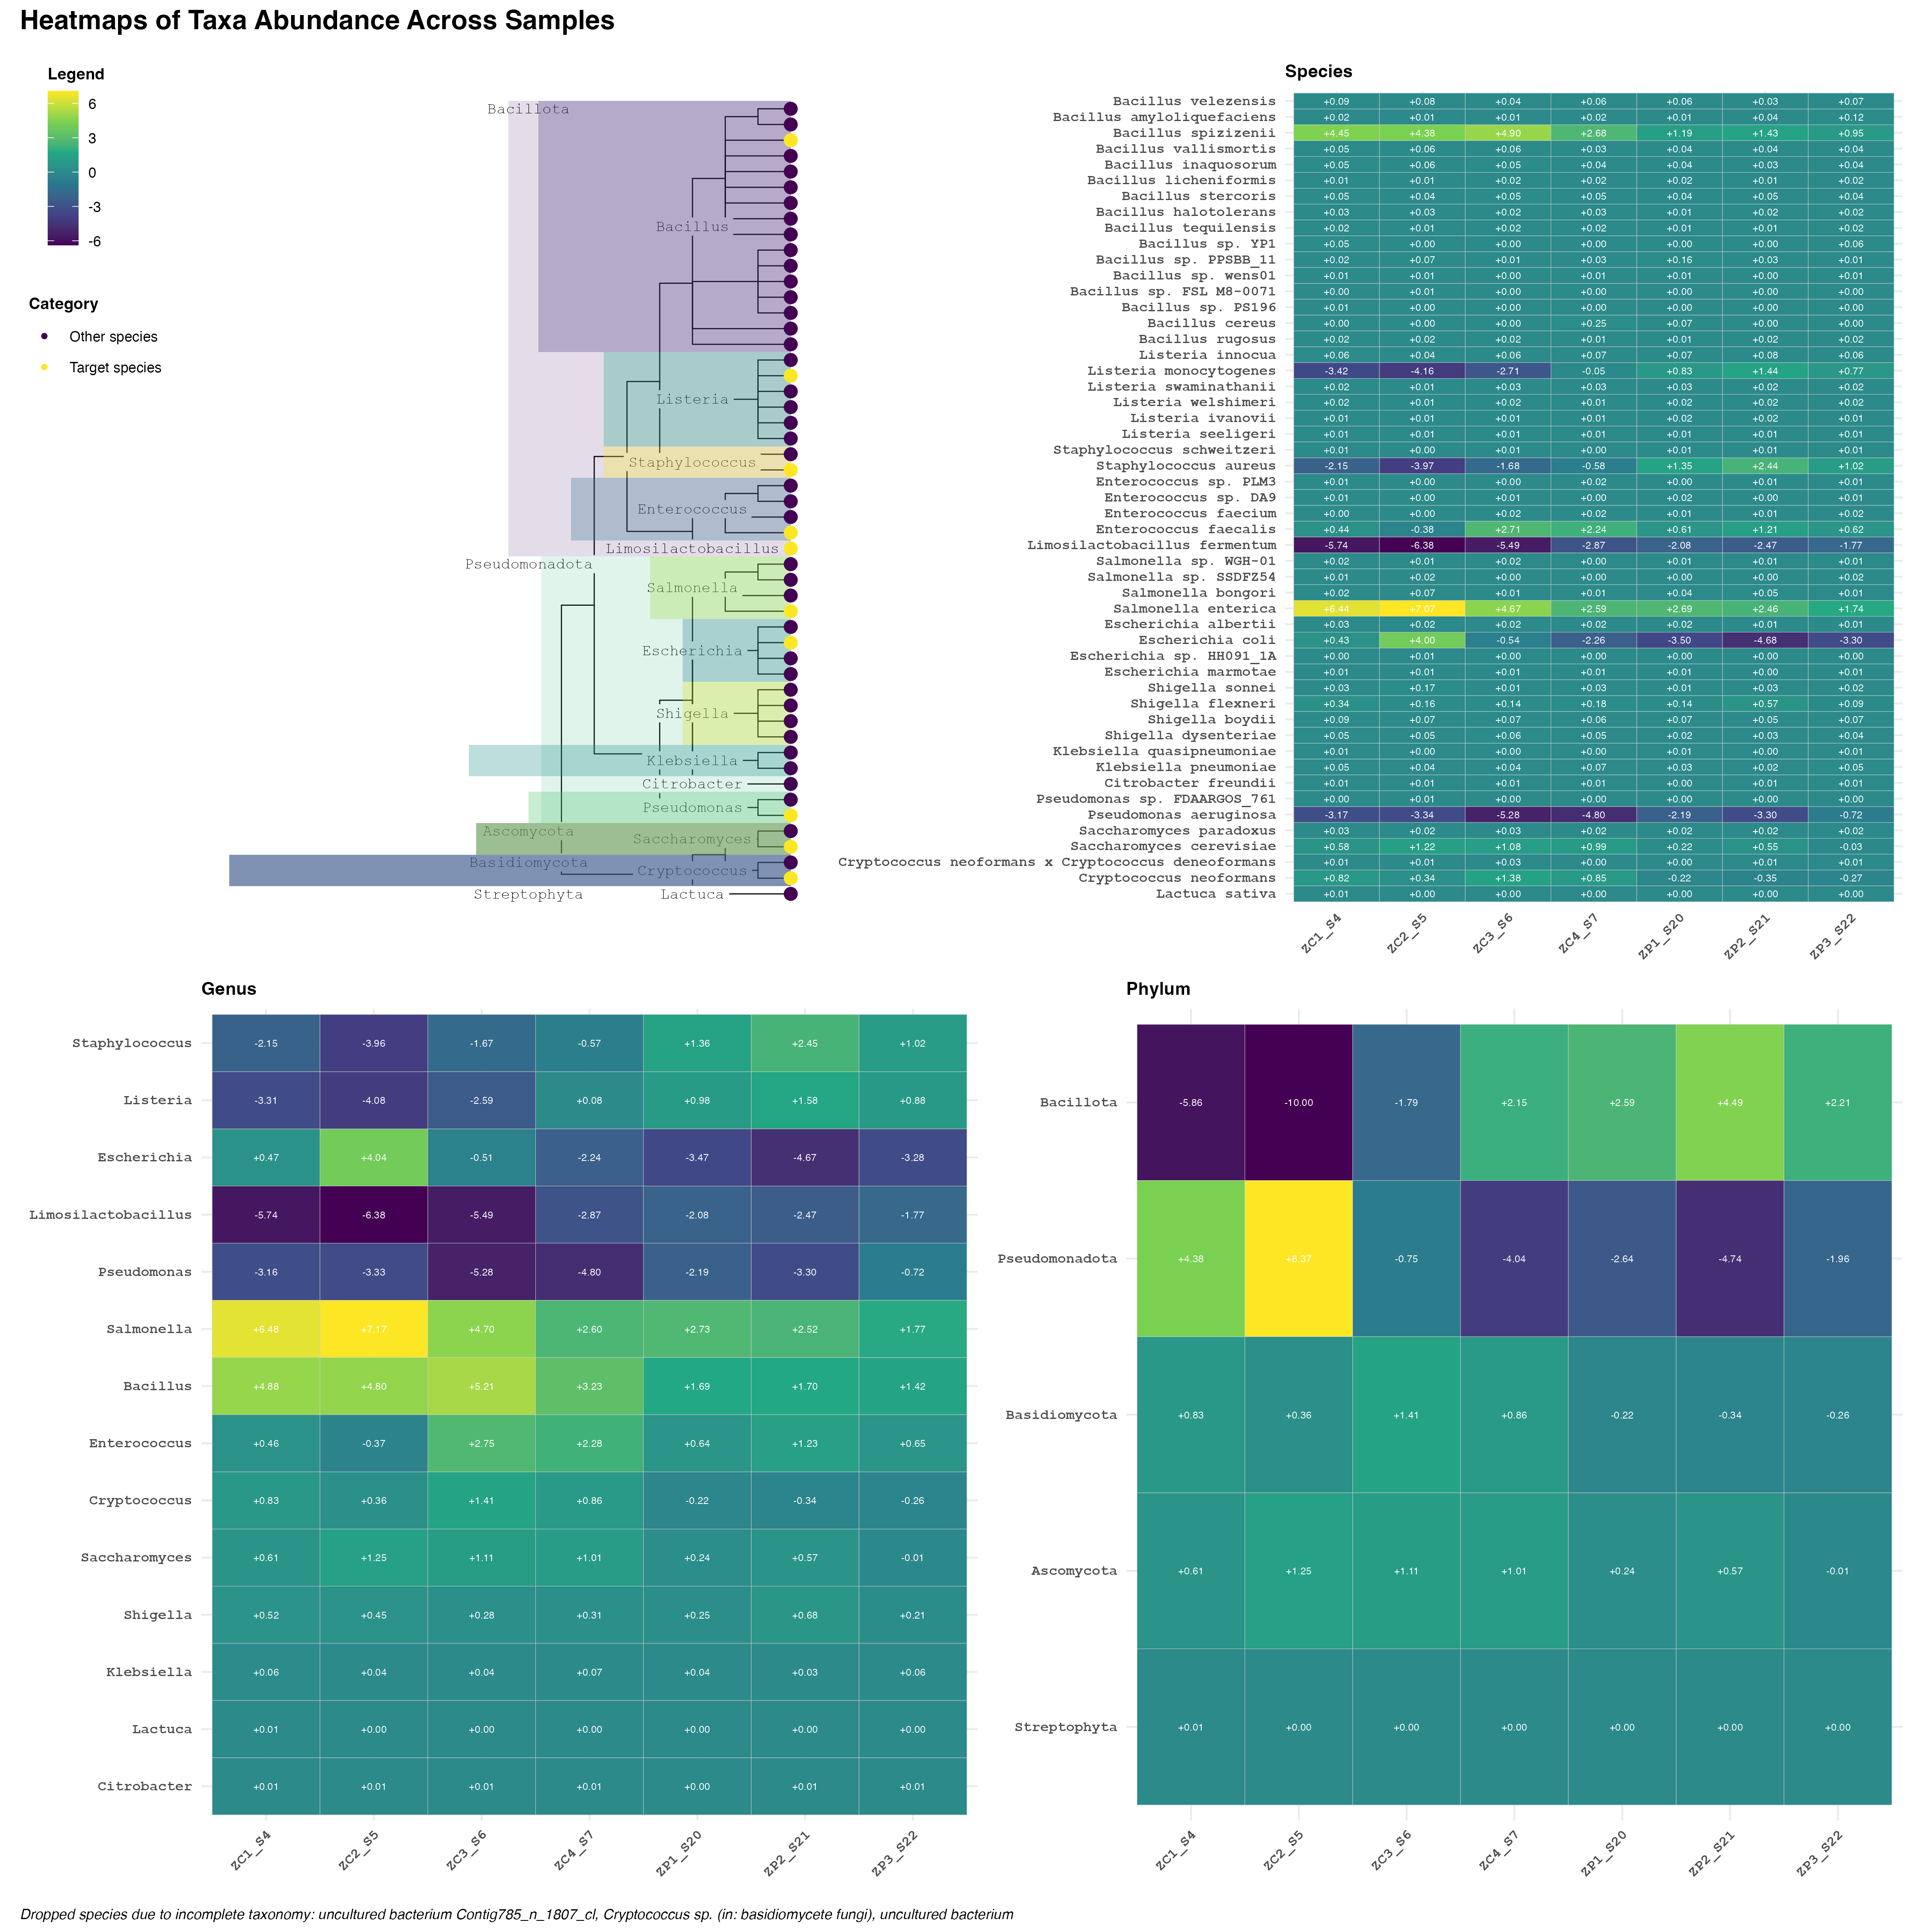 Heatmaps of Taxa Abundance Across Samples
Legend
6
3
0
-3
-6
Category
Other species
Target species
Bacillota
Bacillus
Listeria
Staphylococcus
Enterococcus
Limosilactobacillus
Pseudomonadota
Salmonella
Escherichia
Shigella
Klebsiella
Citrobacter
Pseudomonas
Ascomycota
Saccharomyces
Basidiomycota
Cryptococcus
Streptophyta
Lactuca
Species
Bacillus velezensis +0.09 +0.08 +0.04 +0.06 +0.06 +0.03 +0.07
Bacillus amyloliquefaciens +0.02 +0.01 +0.01 +0.02 +0.01 +0.04 +0.12
Bacillus spizizenii +4.45 +4.38 +4.90 +2.68 +1.19 +1.43 +0.95
Bacillus vallismortis +0.05 +0.06 +0.06 +0.03 +0.04 +0.04 +0.04
Bacillus inaquosorum +0.05 +0.06 +0.05 +0.04 +0.04 +0.03 +0.04
Bacillus licheniformis +0.01 +0.01 +0.02 +0.02 +0.02 +0.01 +0.02
Bacillus stercoris +0.05 +0.04 +0.05 +0.05 +0.04 +0.05 +0.04
Bacillus halotolerans +0.03 +0.03 +0.02 +0.03 +0.01 +0.02 +0.02
Bacillus tequilensis +0.02 +0.01 +0.02 +0.02 +0.01 +0.01 +0.02
Bacillus sp. YP1 +0.05 +0.00 +0.00 +0.00 +0.00 +0.00 +0.06
Bacillus sp. PPSBB_11 +0.02 +0.07 +0.01 +0.03 +0.16 +0.03 +0.01
Bacillus sp. wens01 +0.01 +0.01 +0.00 +0.01 +0.01 +0.00 +0.01
Bacillus sp. FSL M8-0071 +0.00 +0.01 +0.00 +0.00 +0.00 +0.00 +0.00
Bacillus sp. PS196 +0.01 +0.00 +0.00 +0.00 +0.00 +0.00 +0.00
Bacillus cereus +0.00 +0.00 +0.00 +0.25 +0.07 +0.00 +0.00
Bacillus rugosus +0.02 +0.02 +0.02 +0.01 +0.01 +0.02 +0.02
Listeria innocua +0.06 +0.04 +0.06 +0.07 +0.07 +0.08 +0.06
Listeria monocytogenes -3.42 -4.16 -2.71 -0.05 +0.83 +1.44 +0.77
Listeria swaminathanii +0.02 +0.01 +0.03 +0.03 +0.03 +0.02 +0.02
Listeria welshimeri +0.02 +0.01 +0.02 +0.01 +0.02 +0.02 +0.02
Listeria ivanovii +0.01 +0.01 +0.01 +0.01 +0.02 +0.02 +0.01
Listeria seeligeri +0.01 +0.01 +0.01 +0.01 +0.01 +0.01 +0.01
Staphylococcus schweitzeri +0.01 +0.00 +0.01 +0.00 +0.01 +0.01 +0.01
Staphylococcus aureus -2.15 -3.97 -1.68 -0.58 +1.35 +2.44 +1.02
Enterococcus sp. PLM3 +0.01 +0.00 +0.00 +0.02 +0.00 +0.01 +0.01
Enterococcus sp. DA9 +0.01 +0.00 +0.01 +0.00 +0.02 +0.00 +0.01
Enterococcus faecium +0.00 +0.00 +0.02 +0.02 +0.01 +0.01 +0.02
Enterococcus faecalis +0.44 -0.38 +2.71 +2.24 +0.61 +1.21 +0.62
Limosilactobacillus fermentum -5.74 -6.38 -5.49 -2.87 -2.08 -2.47 -1.77
Salmonella sp. WGH-01 +0.02 +0.01 +0.02 +0.00 +0.01 +0.01 +0.01
Salmonella sp. SSDFZ54 +0.01 +0.02 +0.00 +0.00 +0.00 +0.00 +0.02
Salmonella bongori +0.02 +0.07 +0.01 +0.01 +0.04 +0.05 +0.01
Salmonella enterica +6.44 +7.07 +4.67 +2.59 +2.69 +2.46 +1.74
Escherichia albertii +0.03 +0.02 +0.02 +0.02 +0.02 +0.01 +0.01
Escherichia coli +0.43 +4.00 -0.54 -2.26 -3.50 -4.68 -3.30
Escherichia sp. HH091_1A +0.00 +0.01 +0.00 +0.00 +0.00 +0.00 +0.00
Escherichia marmotae +0.01 +0.01 +0.01 +0.01 +0.01 +0.00 +0.01
Shigella sonnei +0.03 +0.17 +0.01 +0.03 +0.01 +0.03 +0.02
Shigella flexneri +0.34 +0.16 +0.14 +0.18 +0.14 +0.57 +0.09
Shigella boydii +0.09 +0.07 +0.07 +0.06 +0.07 +0.05 +0.07
Shigella dysenteriae +0.05 +0.05 +0.06 +0.05 +0.02 +0.03 +0.04
Klebsiella quasipneumoniae +0.01 +0.00 +0.00 +0.00 +0.01 +0.00 +0.01
Klebsiella pneumoniae +0.05 +0.04 +0.04 +0.07 +0.03 +0.02 +0.05
Citrobacter freundii +0.01 +0.01 +0.01 +0.01 +0.00 +0.01 +0.01
Pseudomonas sp. FDAARGOS_761 +0.00 +0.01 +0.00 +0.00 +0.00 +0.00 +0.00
Pseudomonas aeruginosa -3.17 -3.34 -5.28 -4.80 -2.19 -3.30 -0.72
Saccharomyces paradoxus +0.03 +0.02 +0.03 +0.02 +0.02 +0.02 +0.02
Saccharomyces cerevisiae +0.58 +1.22 +1.08 +0.99 +0.22 +0.55 -0.03
Cryptococcus neoformans x Cryptococcus deneoformans +0.01 +0.01 +0.03 +0.00 +0.00 +0.01 +0.01
Cryptococcus neoformans +0.82 +0.34 +1.38 +0.85 -0.22 -0.35 -0.27
Lactuca sativa +0.01 +0.00 +0.00 +0.00 +0.00 +0.00 +0.00
ZC1_S4 ZC2_S5 ZC3_S6 ZC4_S7 ZP1_S20 ZP2_S21 ZP3_S22
Genus
Staphylococcus -2.15 -3.96 -1.67 -0.57 +1.36 +2.45 +1.02
Listeria -3.31 -4.08 -2.59 +0.08 +0.98 +1.58 +0.88
Escherichia +0.47 +4.04 -0.51 -2.24 -3.47 -4.67 -3.28
Limosilactobacillus -5.74 -6.38 -5.49 -2.87 -2.08 -2.47 -1.77
Pseudomonas -3.16 -3.33 -5.28 -4.80 -2.19 -3.30 -0.72
Salmonella +6.48 +7.17 +4.70 +2.60 +2.73 +2.52 +1.77
Bacillus +4.88 +4.80 +5.21 +3.23 +1.69 +1.70 +1.42
Enterococcus +0.46 -0.37 +2.75 +2.28 +0.64 +1.23 +0.65
Cryptococcus +0.83 +0.36 +1.41 +0.86 -0.22 -0.34 -0.26
Saccharomyces +0.61 +1.25 +1.11 +1.01 +0.24 +0.57 -0.01
Shigella +0.52 +0.45 +0.28 +0.31 +0.25 +0.68 +0.21
Klebsiella +0.06 +0.04 +0.04 +0.07 +0.04 +0.03 +0.06
Lactuca +0.01 +0.00 +0.00 +0.00 +0.00 +0.00 +0.00
Citrobacter +0.01 +0.01 +0.01 +0.01 +0.00 +0.01 +0.01
ZC1_S4 ZC2_S5 ZC3_S6 ZC4_S7 ZP1_S20 ZP2_S21 ZP3_S22
Phylum
Bacillota -5.86 -10.00 -1.79 +2.15 +2.59 +4.49 +2.21
Pseudomonadota +4.38 +8.37 -0.75 -4.04 -2.64 -4.74 -1.96
Basidiomycota +0.83 +0.36 +1.41 +0.86 -0.22 -0.34 -0.26
Ascomycota +0.61 +1.25 +1.11 +1.01 +0.24 +0.57 -0.01
Streptophyta +0.01 +0.00 +0.00 +0.00 +0.00 +0.00 +0.00
ZC1_S4 ZC2_S5 ZC3_S6 ZC4_S7 ZP1_S20 ZP2_S21 ZP3_S22
Dropped species due to incomplete taxonomy: uncultured bacterium Contig785_n_1807_cl, Cryptococcus sp. (in: basidiomycete fungi), uncultured bacterium